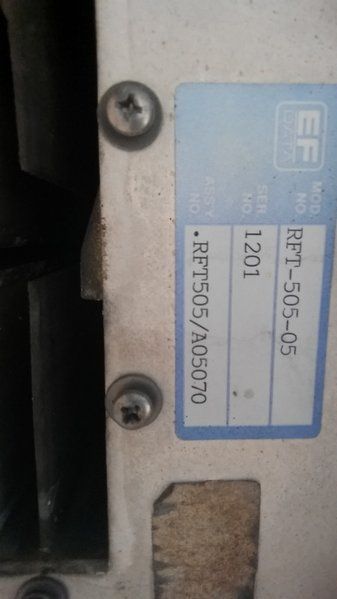 EF
DATA
MOD. NO. RFT-505-05
SER. NO. 1201
ASSY. NO. .RFT505/A05070